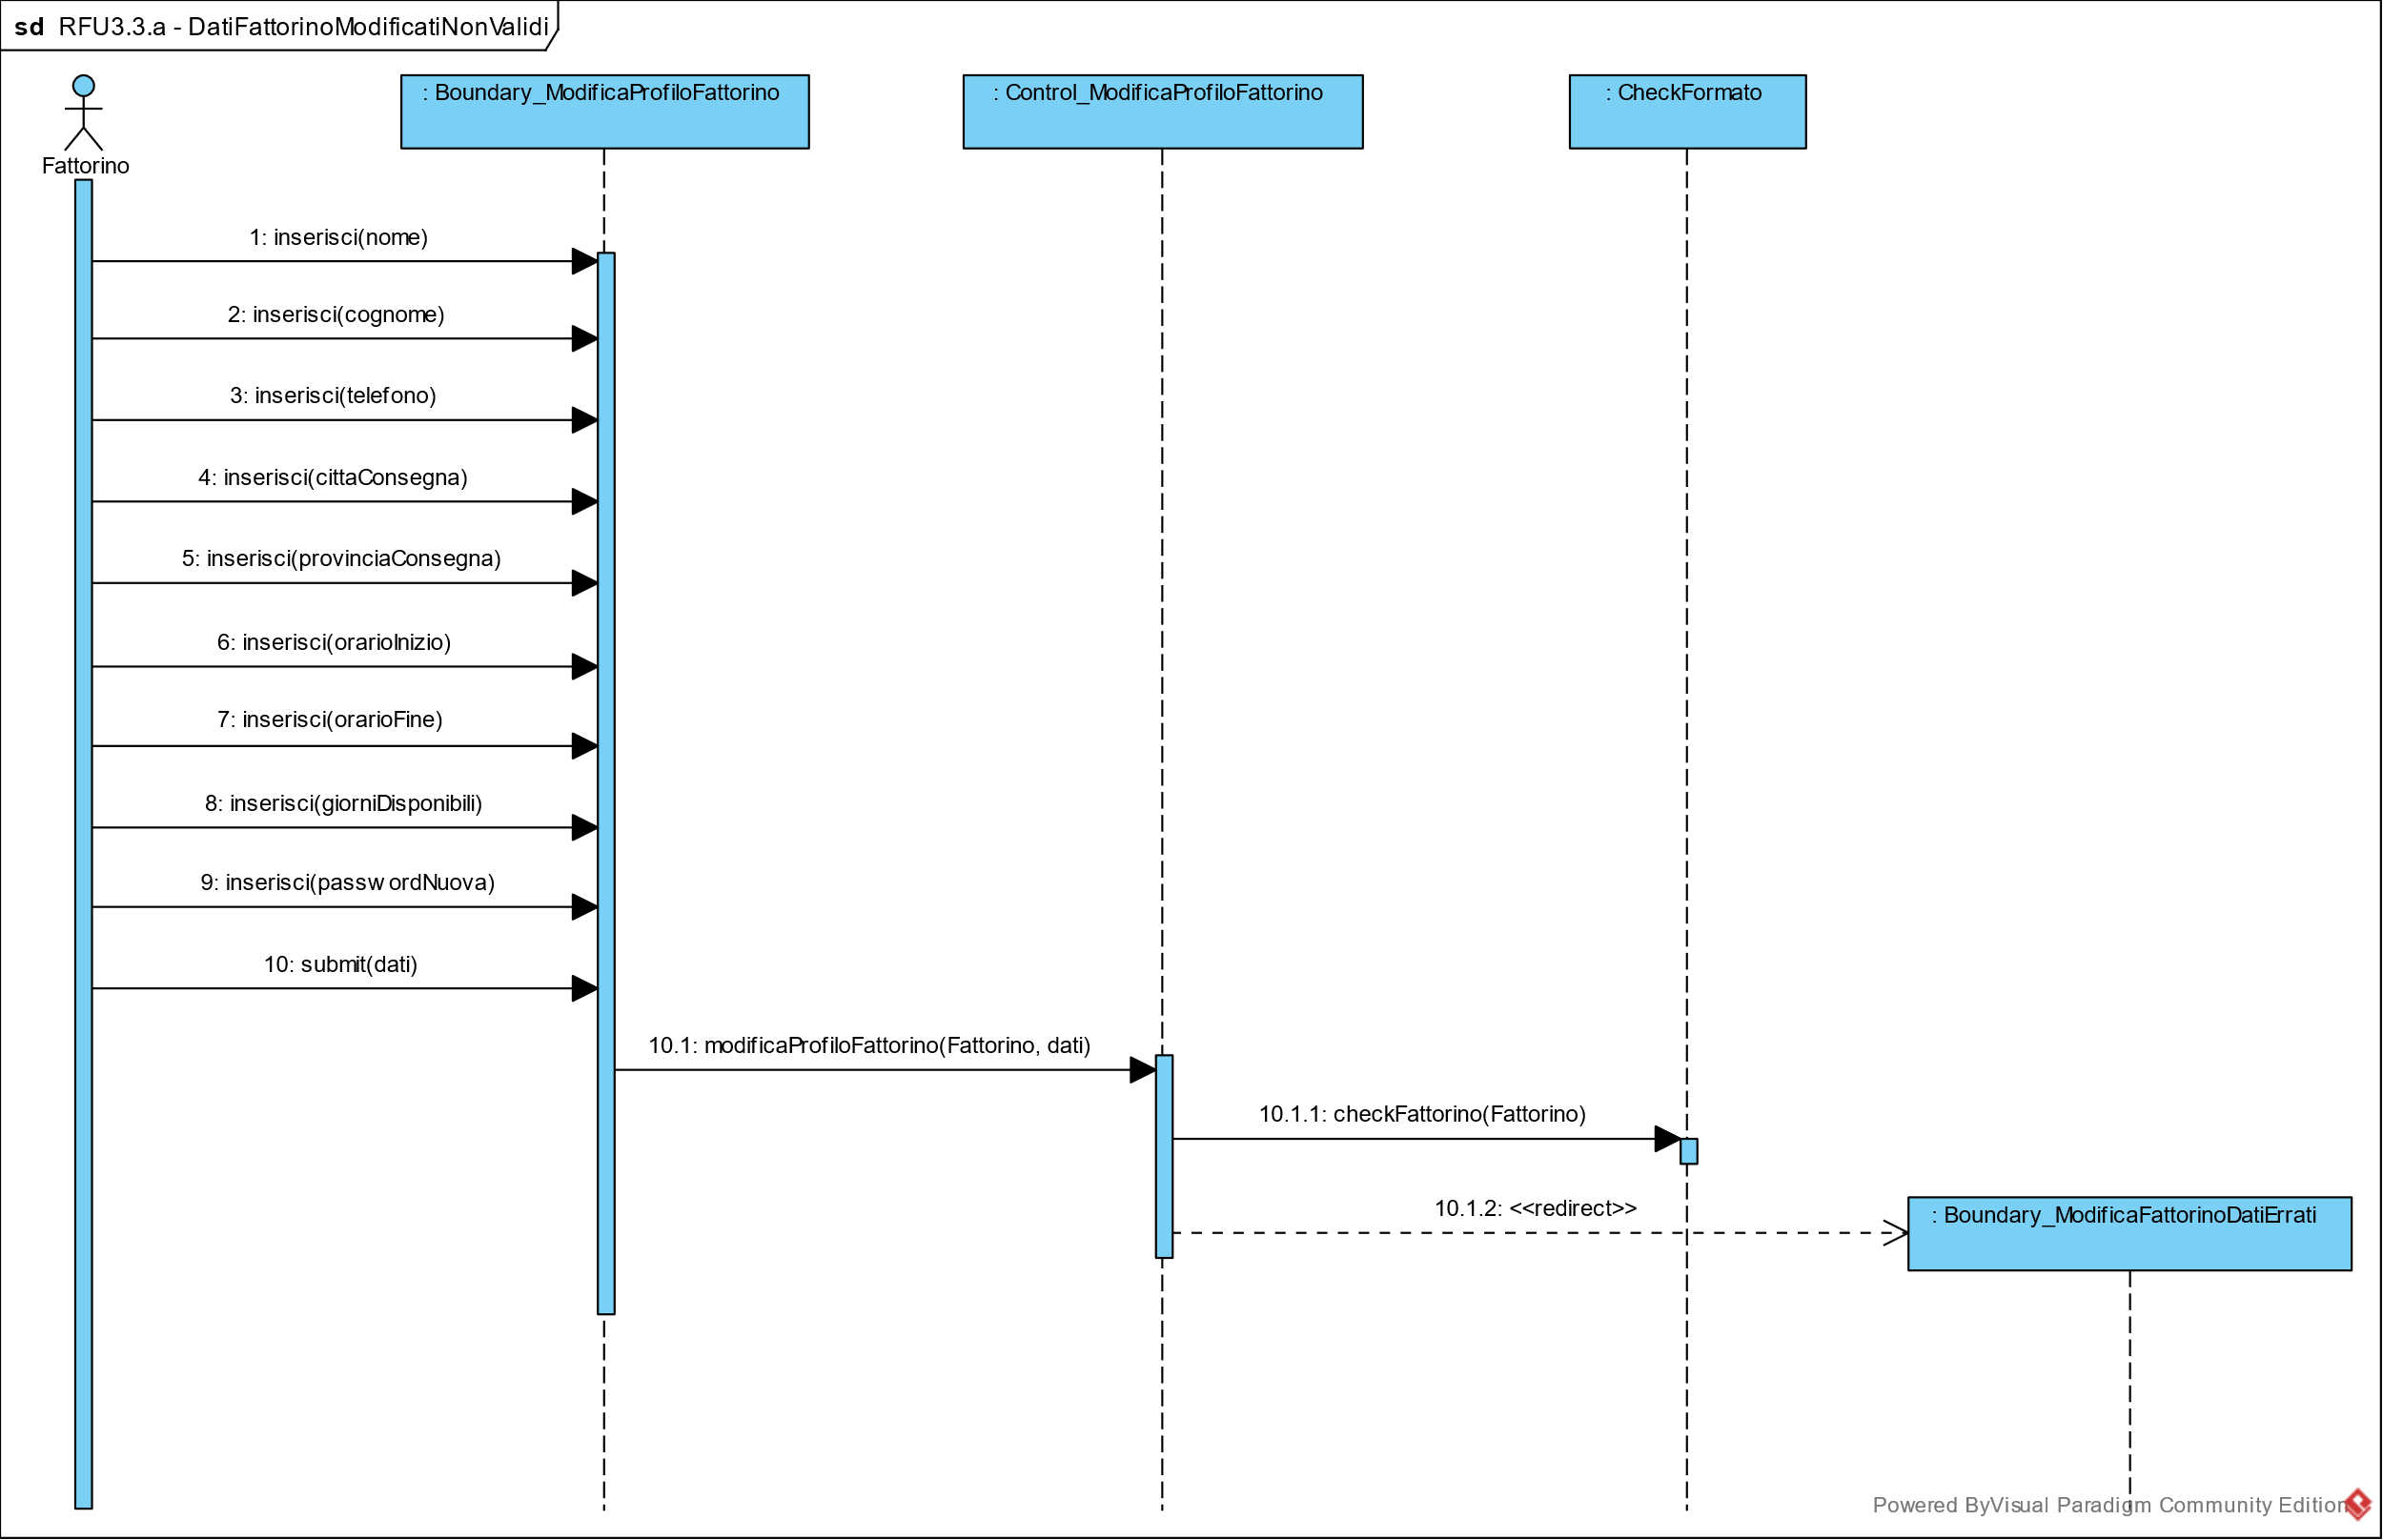 sd RFU3.3.a - DatiFattorinoModificatiNonValidi
Fattorino
: Boundary_ModificaProfiloFattorino
: Control_ModificaProfiloFattorino
: CheckFormato
1: inserisci(nome)
2: inserisci(cognome)
3: inserisci(telefono)
4: inserisci(cittaConsegna)
5: inserisci(provinciaConsegna)
6: inserisci(orarioInizio)
7: inserisci(orarioFine)
8: inserisci(giorniDisponibili)
9: inserisci(passwordNuova)
10: submit(dati)
10.1: modificaProfiloFattorino(Fattorino, dati)
10.1.1: checkFattorino(Fattorino)
10.1.2: <<redirect>>
: Boundary_ModificaFattorinoDatiErrati
Powered ByVisual Paradigm Community Edition